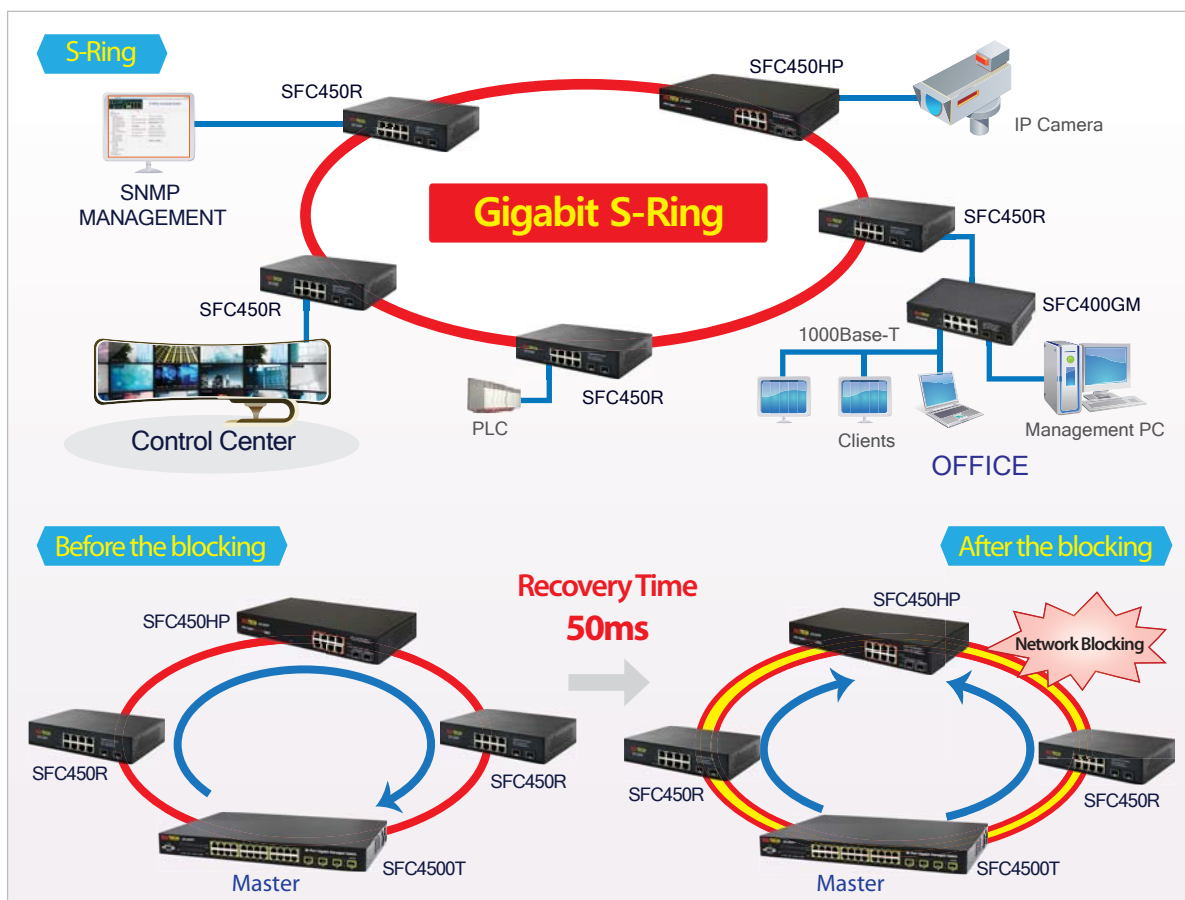 S-Ring
SFC450HP
SFC450R
IP Camera
SNMP
MANAGEMENT
Gigabit S-Ring
SFC450R
SFC450R
SFC400GM
1000Base-T
SFC450R
PLC
Clients
Management PC
Control Center
OFFICE
Before the blocking
After the blocking
Recovery Time
50ms
SFC450HP
SFC450R
SFC450R
SFC4500T
Master
SFC450HP
Network Blocking
SFC450R
SFC450R
SFC4500T
Master